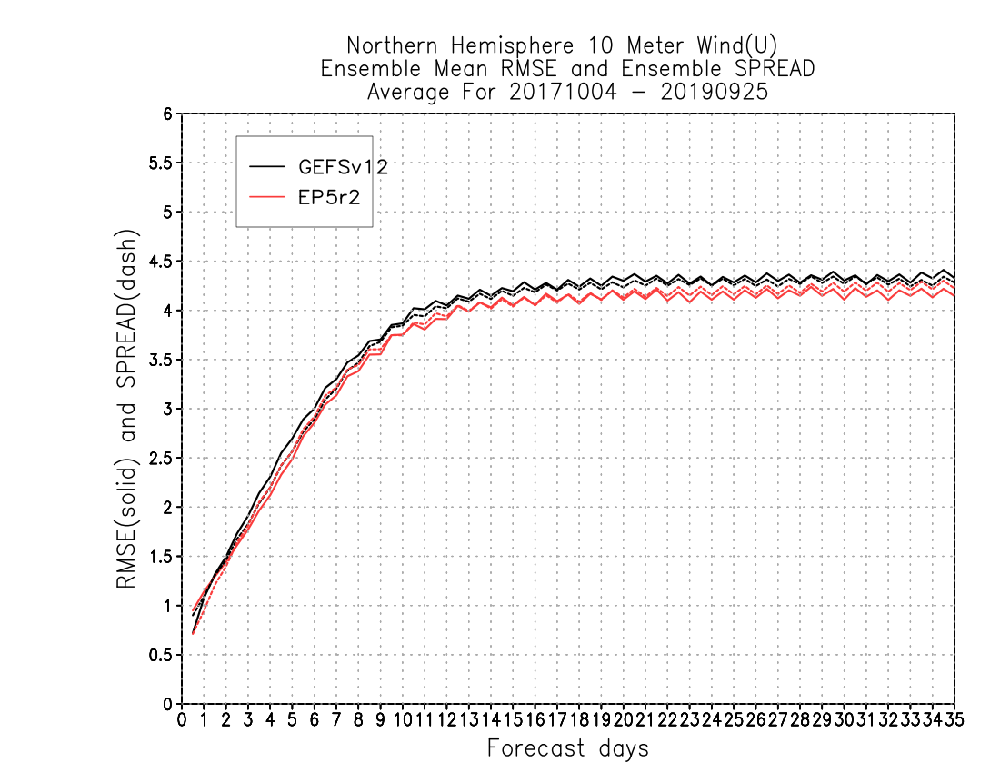 Northern Hemisphere 10 Meter Wind(U)
Ensemble Mean RMSE and Ensemble SPREAD
Average For 20171004 - 20190925
6
5.5
5
4.5
4
3.5
3
2.5
2
1.5
1
0.5
0
RMSE(solid) and SPREAD(dash)
GEFSv12
EP5r2
0 1 2 3 4 5 6 7 8 9 10 11 12 13 14 15 16 17 18 19 20 21 22 23 24 25 26 27 28 29 30 31 32 33 34 35
Forecast days